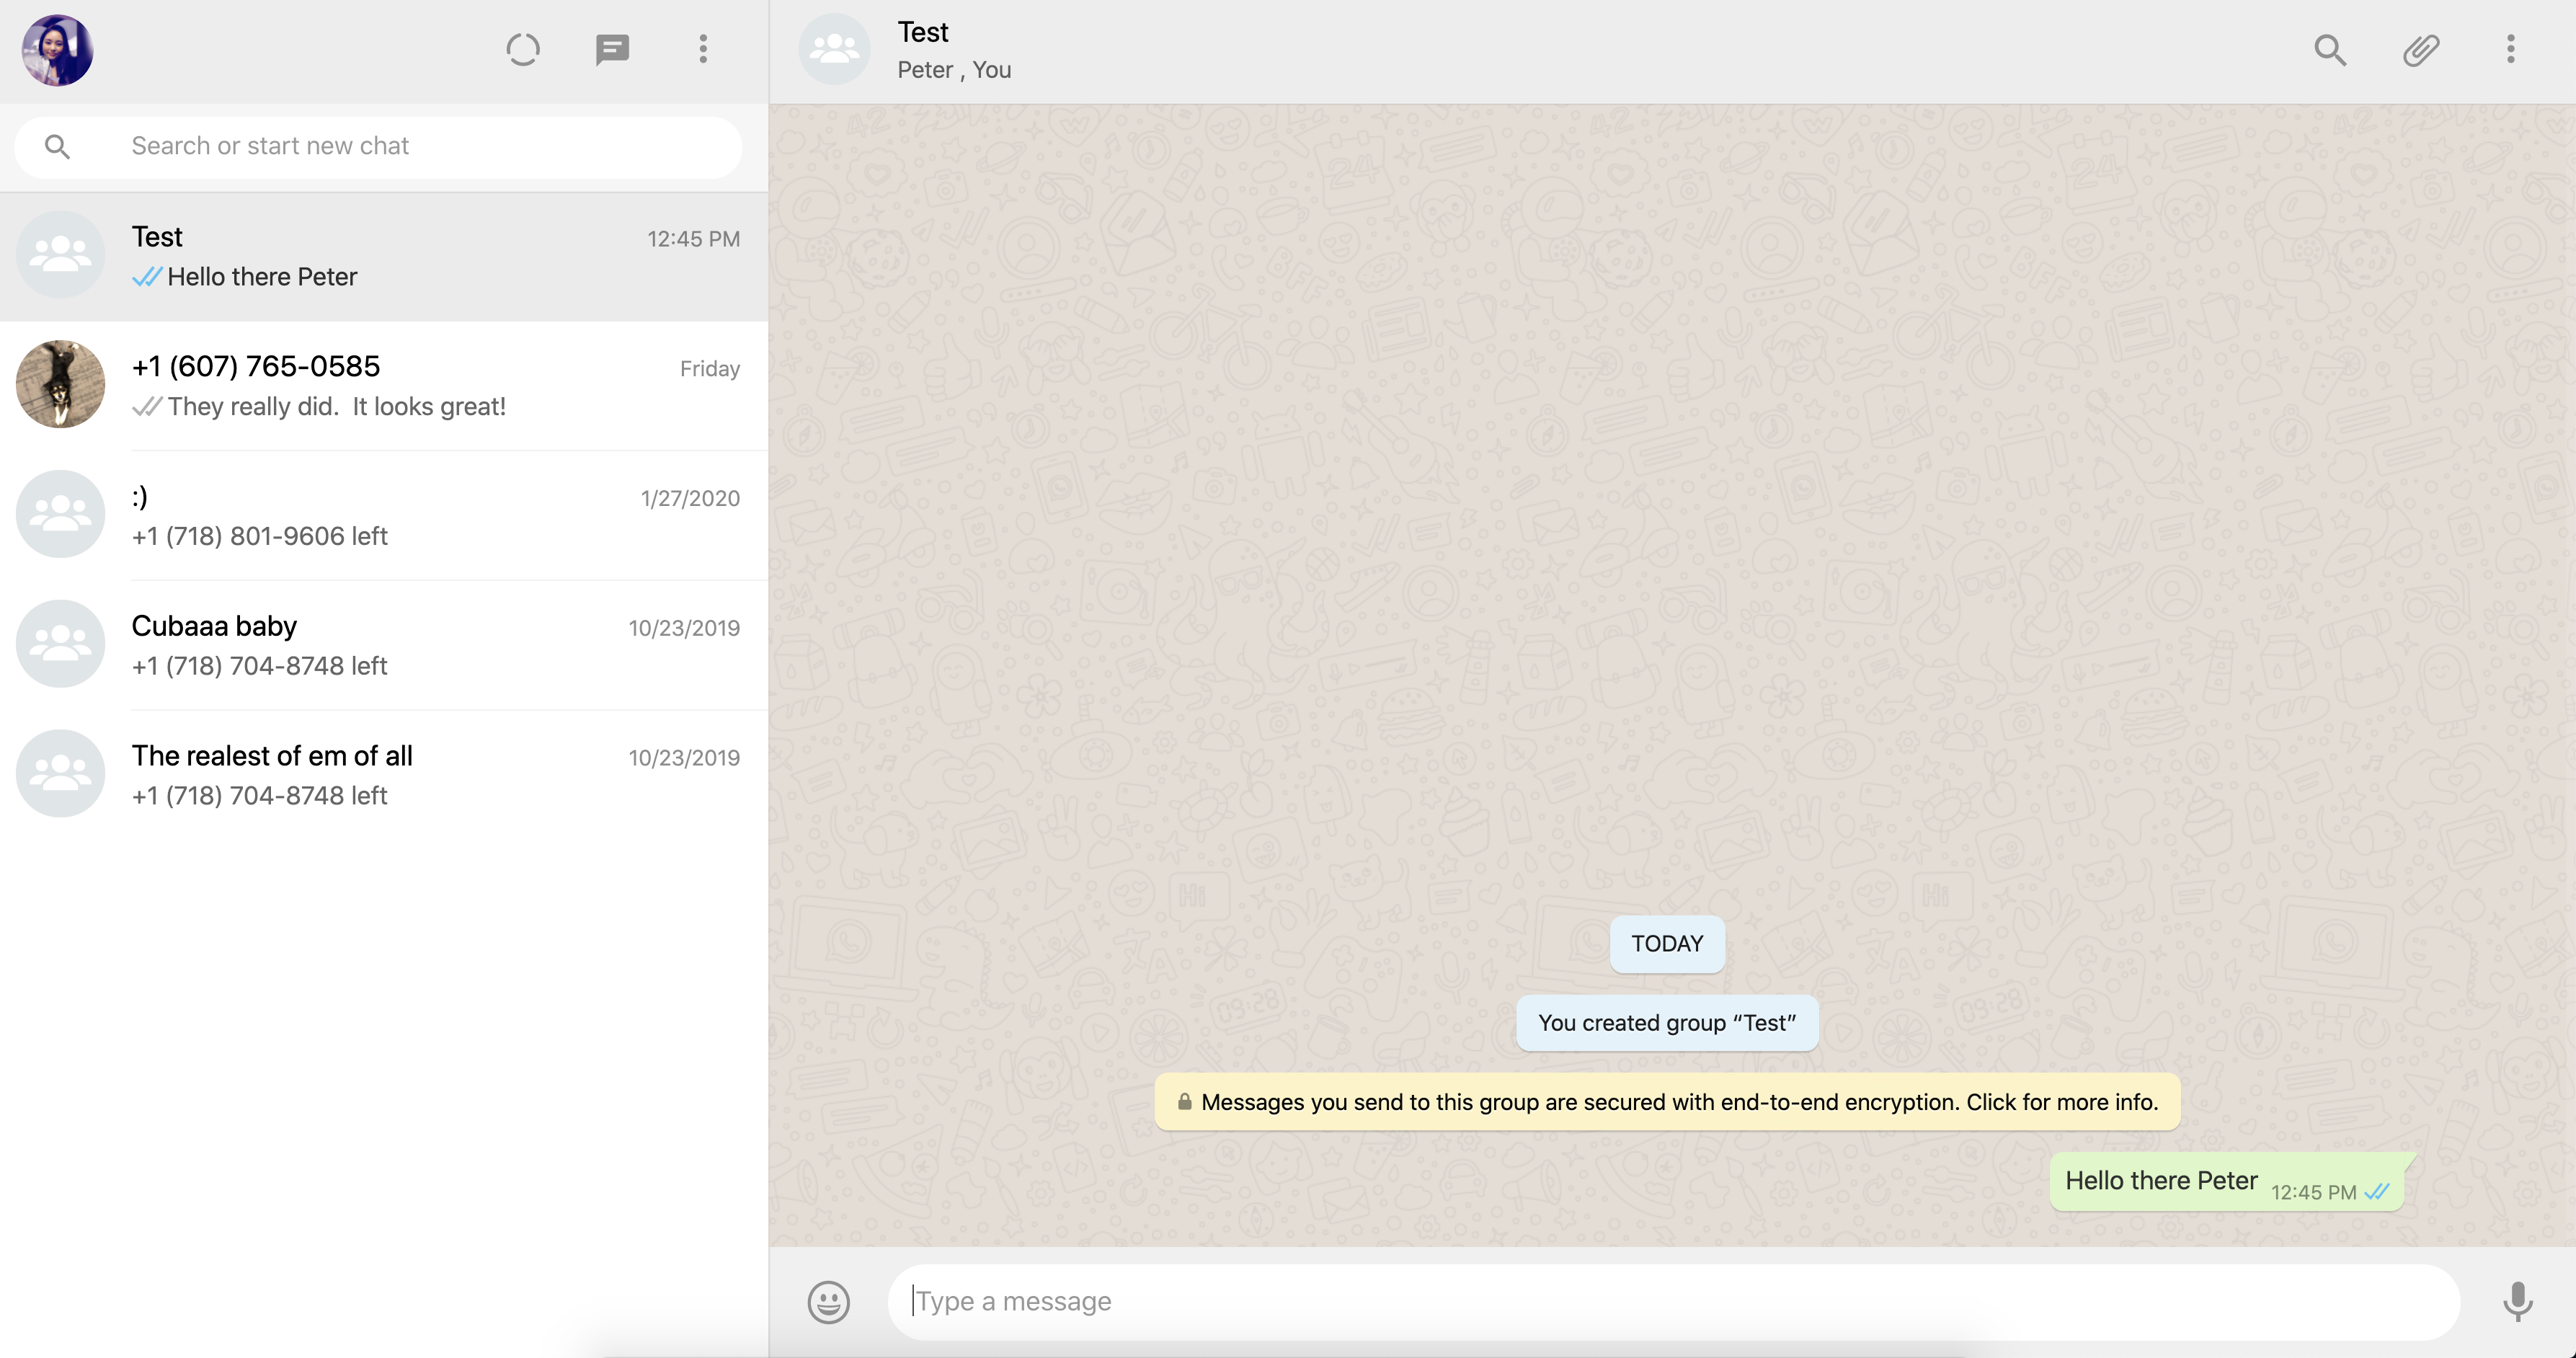 Search or start new chat
Test
12:45 PM
Hello there Peter
+1 (607) 765-0585
Friday
They really did.  It looks great!
:)
1/27/2020
+1 (718) 801-9606 left
Cubaaa baby
10/23/2019
+1 (718) 704-8748 left
The realest of em of all
10/23/2019
+1 (718) 704-8748 left
Test
Peter , You
TODAY
You created group “Test”
Messages you send to this group are secured with end-to-end encryption. Click for more info.
Hello there Peter 12:45 PM
Type a message